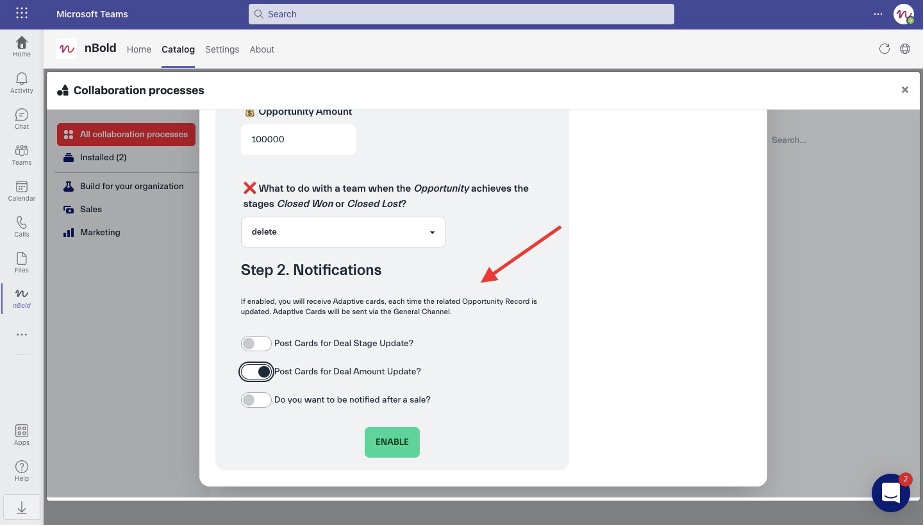 Microsoft Teams
Search
nBold
Home
Catalog
Settings
About
Home
Activity
Chat
Teams
Calendar
Calls
Files
nBold
Apps
Help
Collaboration processes
All collaboration processes
Installed (2)
Build for your organization
Sales
Marketing
Search...
Opportunity Amount
100000
What to do with a team when the Opportunity achieves the
stages Closed Won or Closed Lost?
delete
Step 2. Notifications
If enabled, you will receive Adaptive cards, each time the related Opportunity Record is
updated. Adaptive Cards will be sent via the General Channel.
Post Cards for Deal Stage Update?
Post Cards for Deal Amount Update?
Do you want to be notified after a sale?
ENABLE
2